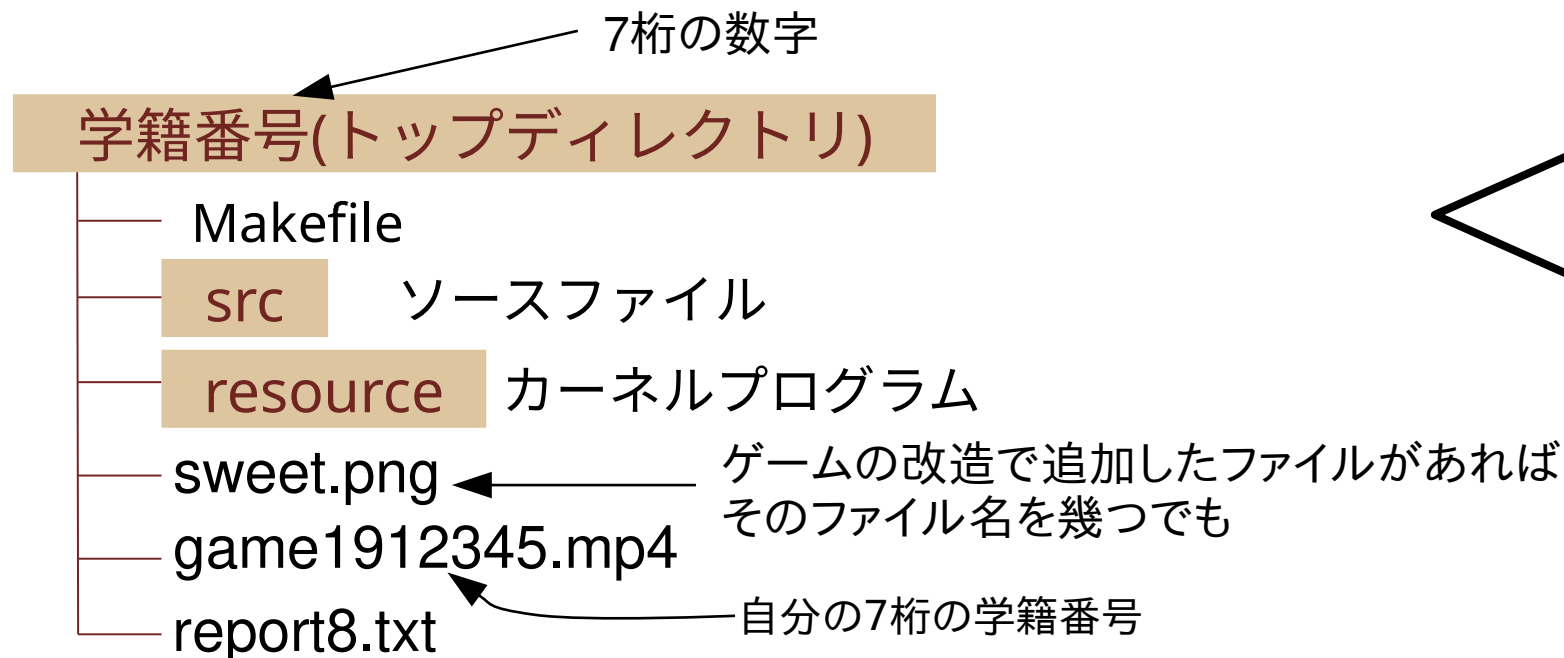 7桁の数字
学籍番号(トップディレクトリ)
Makefile
src ソースファイル
resource カーネルプログラム
sweet.png
ゲームの改造で追加したファイルがあれば
そのファイル名を幾つでも
game1912345.mp4
自分の7桁の学籍番号
report8.txt